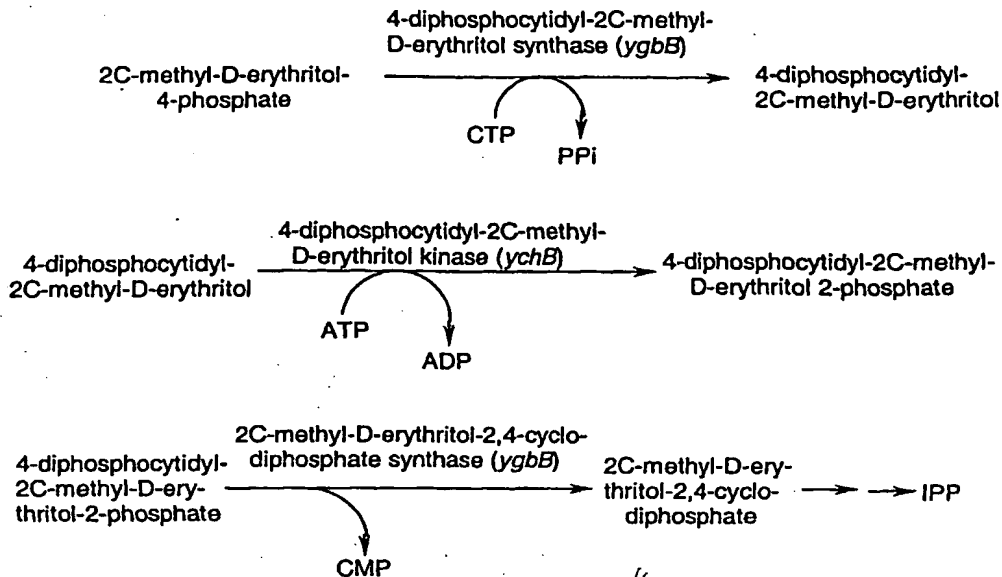 4-diphosphocytidyl-2C-methyl-
D-erythritol synthase (ygbB)
2C-methyl-D-erythritol-
4-phosphate
CTP
PPi
4-diphosphocytidyl-
2C-methyl-D-erythritol
4-diphosphocytidyl-2C-methyl-
D-erythritol kinase (ychB)
4-diphosphocytidyl-
2C-methyl-D-erythritol
ATP
ADP
4-diphosphocytidyl-2C-methyl-
D-erythritol 2-phosphate
2C-methyl-D-erythritol-2,4-cyclo-
diphosphate synthase (ygbB)
4-diphosphocytidyl-
2C-methyl-D-ery-
thritol-2-phosphate
CMP
2C-methyl-D-ery-
thritol-2,4-cyclo-
diphosphate
IPP